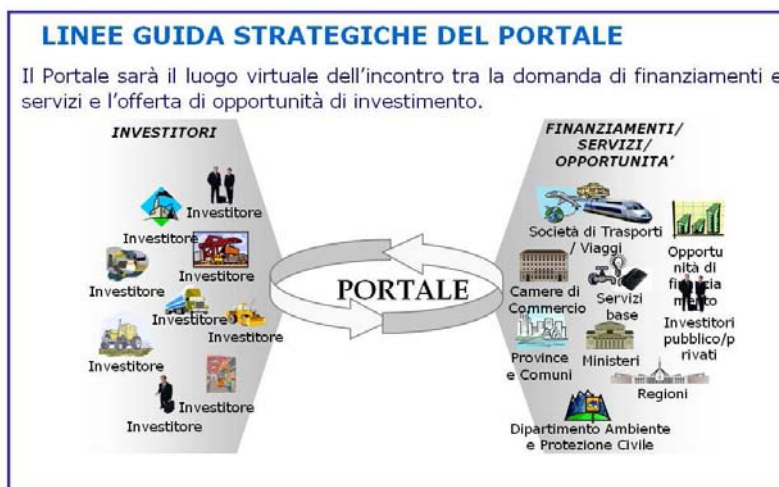 LINEE GUIDA STRATEGICHE DEL PORTALE
Il Portale sarà il luogo virtuale dell'incontro tra la domanda di finanziamenti e
servizi e l'offerta di opportunità di investimento.
INVESTITORI
Investitore
Investitore
Investitore
Investitore
Investitore
Investitore
Investitore
Investitore
Investitore
PORTALE
FINANZIAMENTI/
SERVIZI/
OPPORTUNITA'
Società di Trasporti
/ Viaggi
Opportu
nità di
finanzia
mento
Camere di
Commercio
Servizi
base
Investitori
pubblico/p
rivati
Province
e Comuni
Ministeri
Regioni
Dipartimento Ambiente
e Protezione Civile